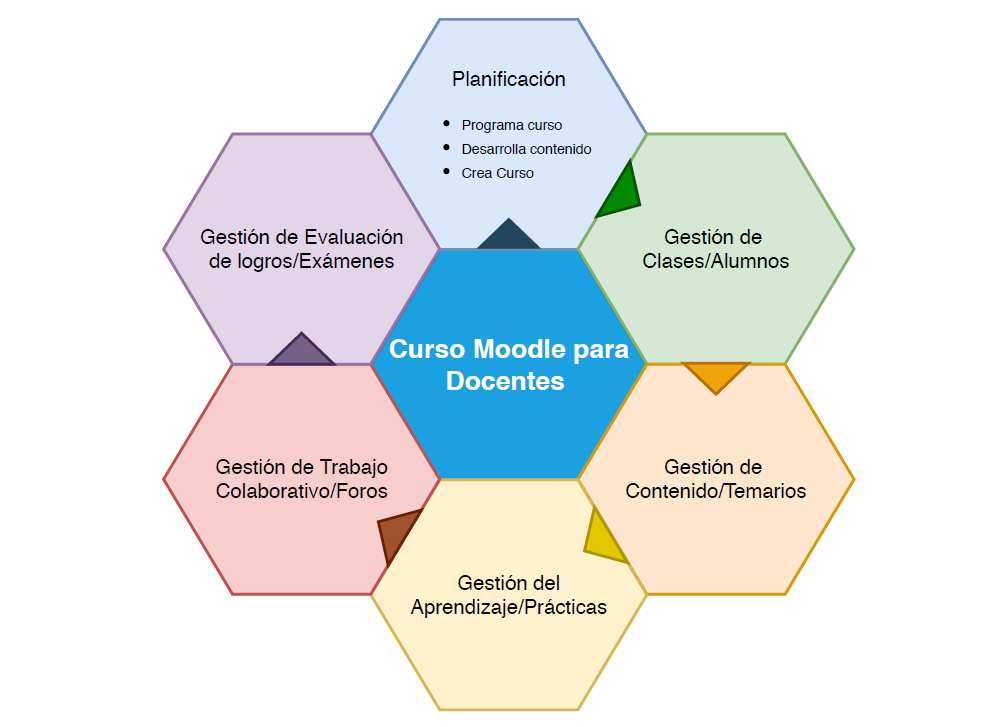 Planificación
• Programa curso
• Desarrolla contenido
• Crea Curso
Gestión de Evaluación
de logros/Exámenes
Gestión de
Clases/Alumnos
Curso Moodle para
Docentes
Gestión de Trabajo
Colaborativo/Foros
Gestión de
Contenido/Temarios
Gestión del
Aprendizaje/Prácticas